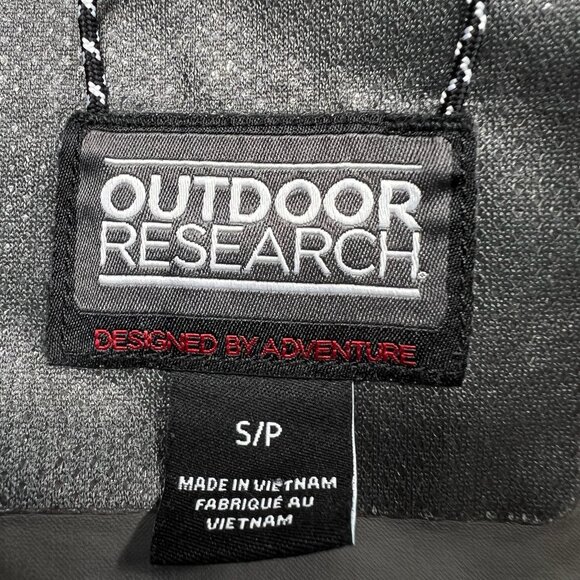 OUTDOOR
RESEARCH®
DESIGNED BY ADVENTURE
S/P
MADE IN VIETNAM
FABRIQUÉ AU
VIETNAM